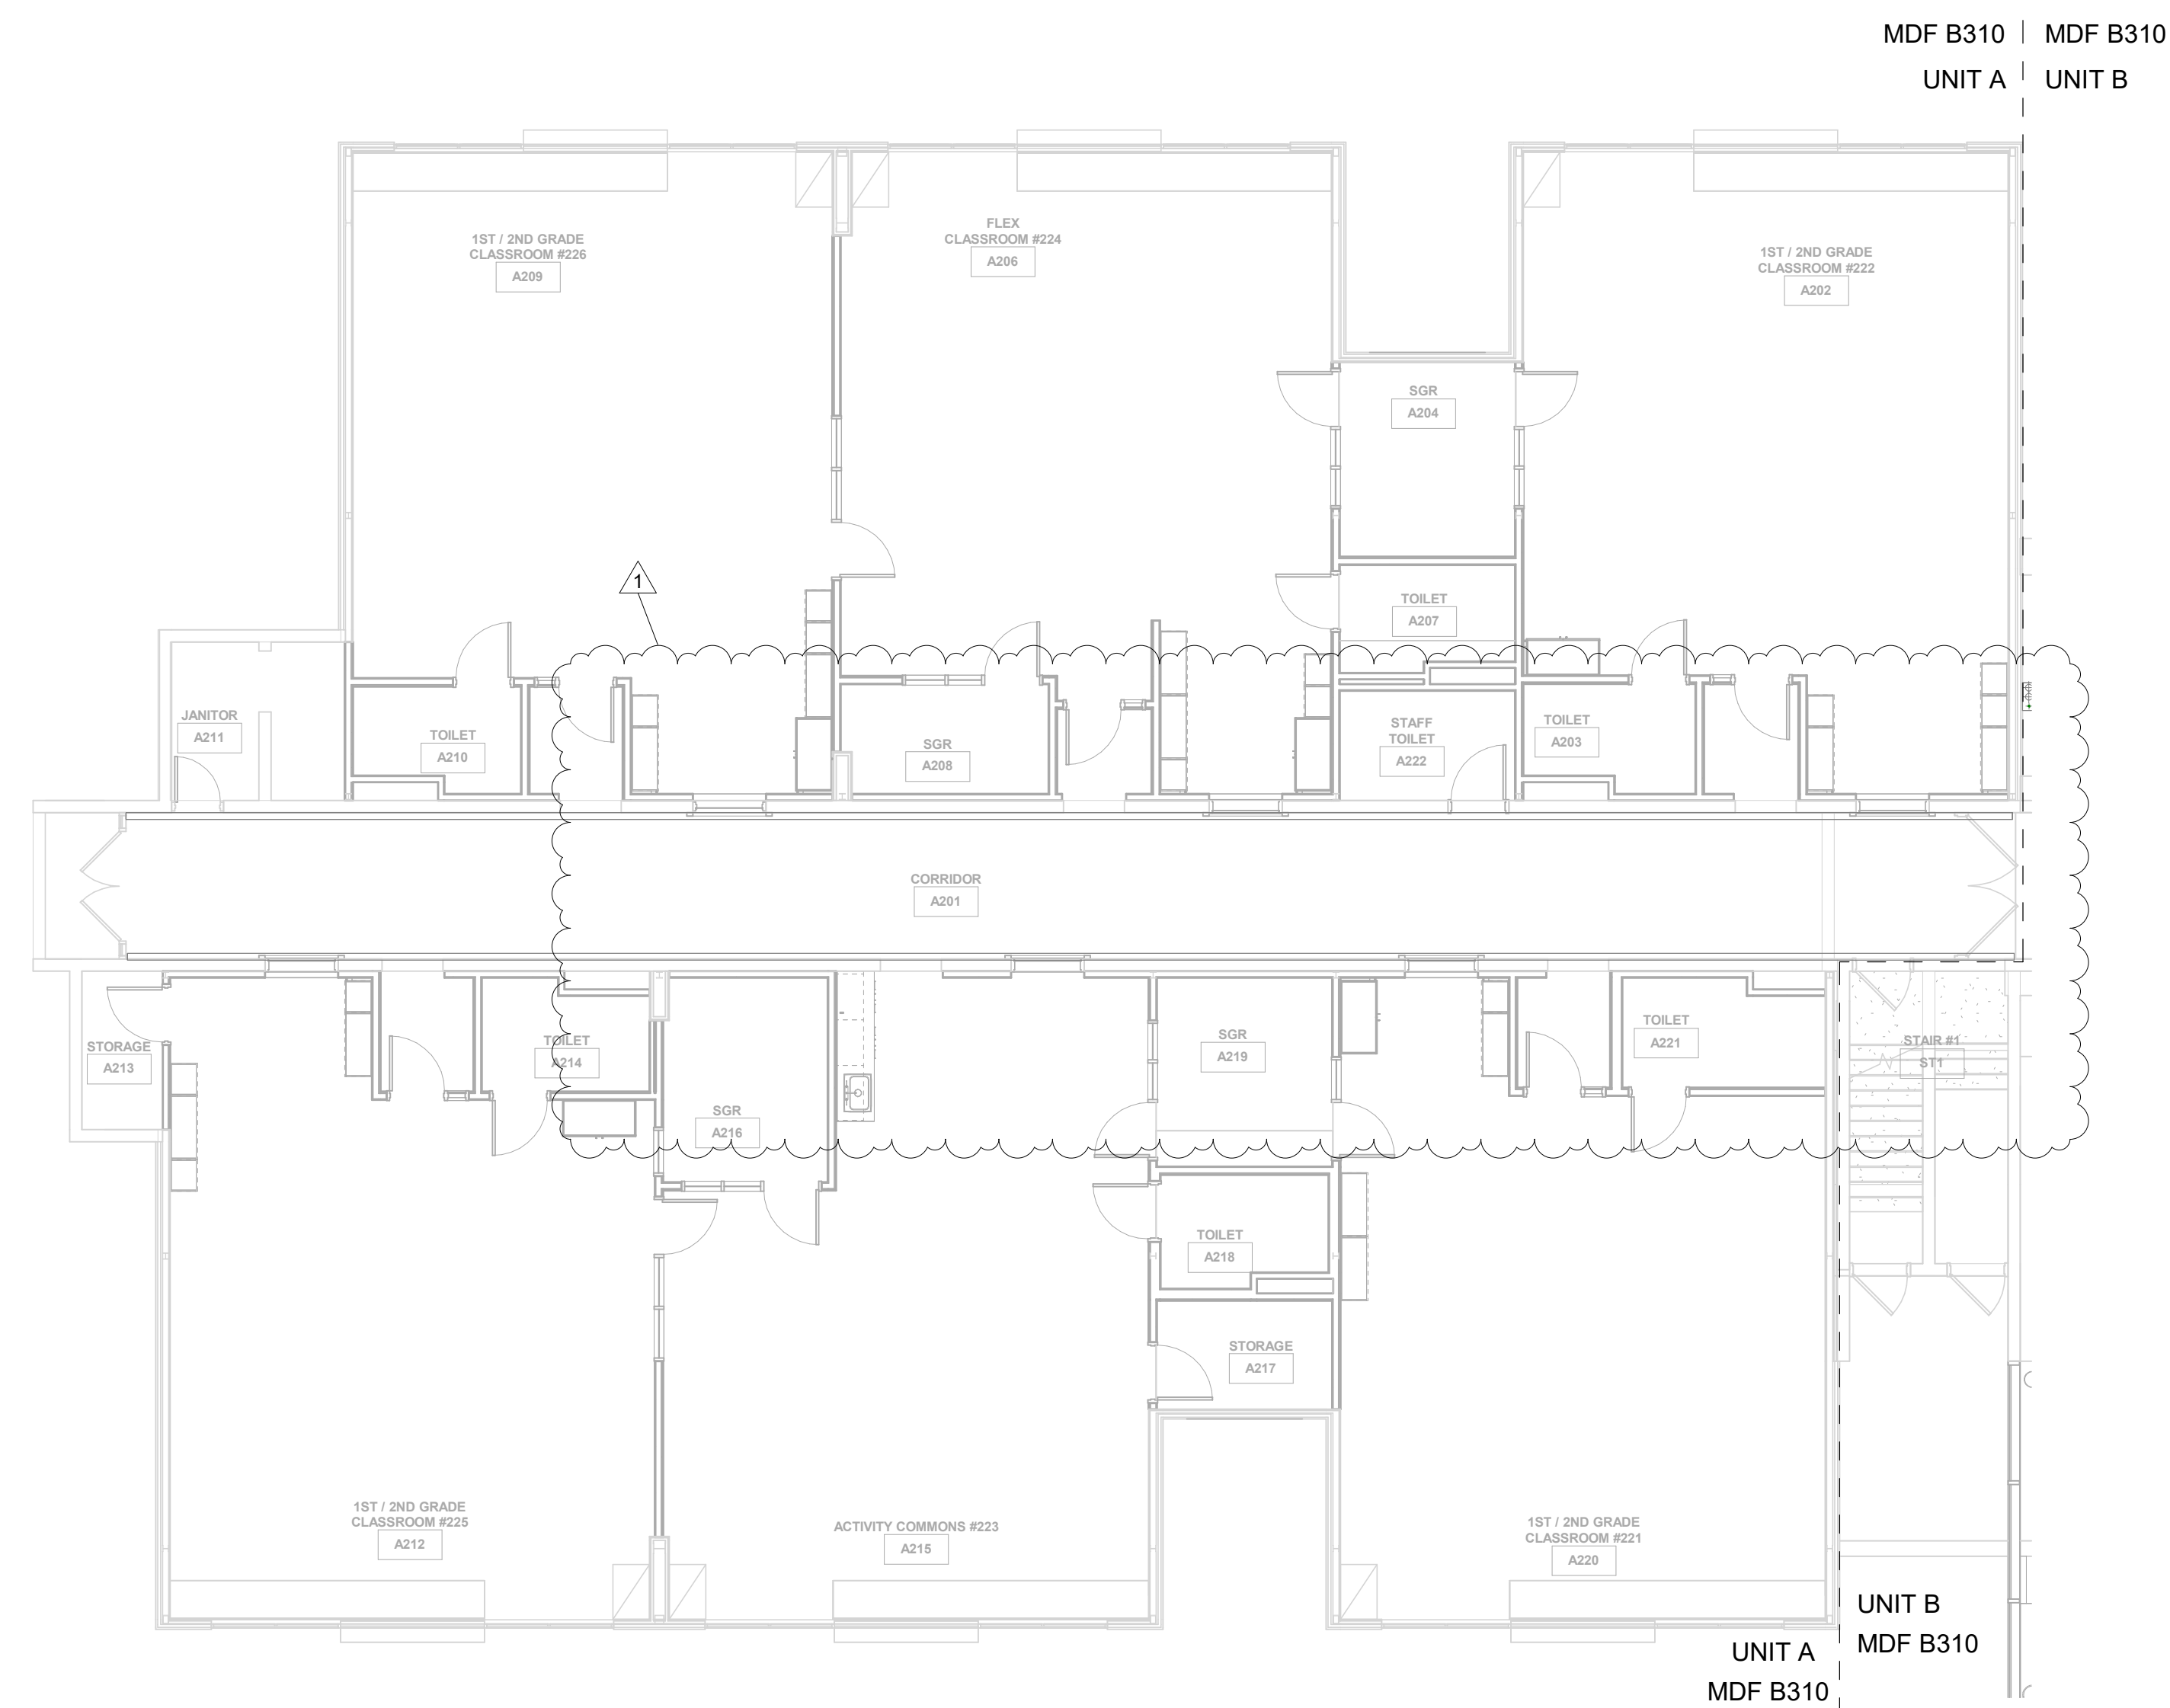 MDF B310
MDF B310
UNIT A
UNIT B
1ST / 2ND GRADE
CLASSROOM #226
A209
FLEX
CLASSROOM #224
A206
1ST / 2ND GRADE
CLASSROOM #222
A202
SGR
A204
1
TOILET
A207
JANITOR
A211
TOILET
A210
SGR
A208
STAFF
TOILET
A222
TOILET
A203
CORRIDOR
A201
STORAGE
A213
TOILET
A214
SGR
A216
SGR
A219
TOILET
A221
STAIR #1
ST1
TOILET
A218
STORAGE
A217
1ST / 2ND GRADE
CLASSROOM #225
A212
ACTIVITY COMMONS #223
A215
1ST / 2ND GRADE
CLASSROOM #221
A220
UNIT B
MDF B310
UNIT A
MDF B310